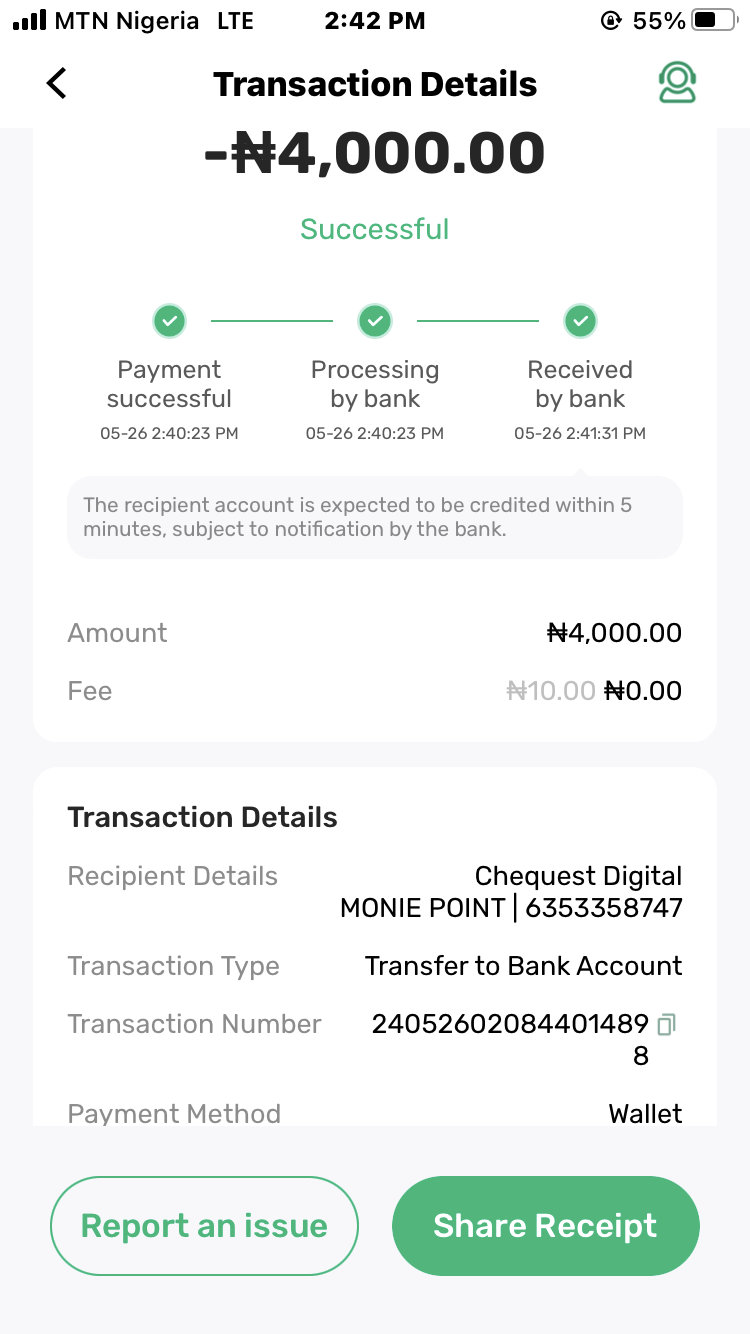 MTN Nigeria LTE 2:42 PM 55%
Transaction Details
-₦4,000.00
Successful
Payment successful
05-26 2:40:23 PM
Processing by bank
05-26 2:40:23 PM
Received by bank
05-26 2:41:31 PM
The recipient account is expected to be credited within 5
minutes, subject to notification by the bank.
Amount ₦4,000.00
Fee ₦10.00 ₦0.00
Transaction Details
Recipient Details Chequest Digital
MONIE POINT | 6353358747
Transaction Type Transfer to Bank Account
Transaction Number 24052602084401489
8
Payment Method Wallet
Report an issue Share Receipt